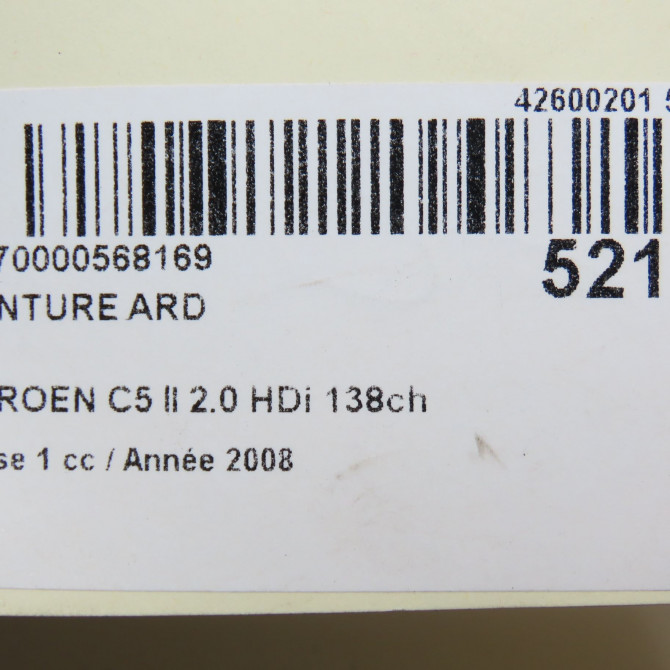 42600201 5
70000568169
521
NTURE ARD
ROEN C5 II 2.0 HDi 138ch
se 1 cc / Année 2008